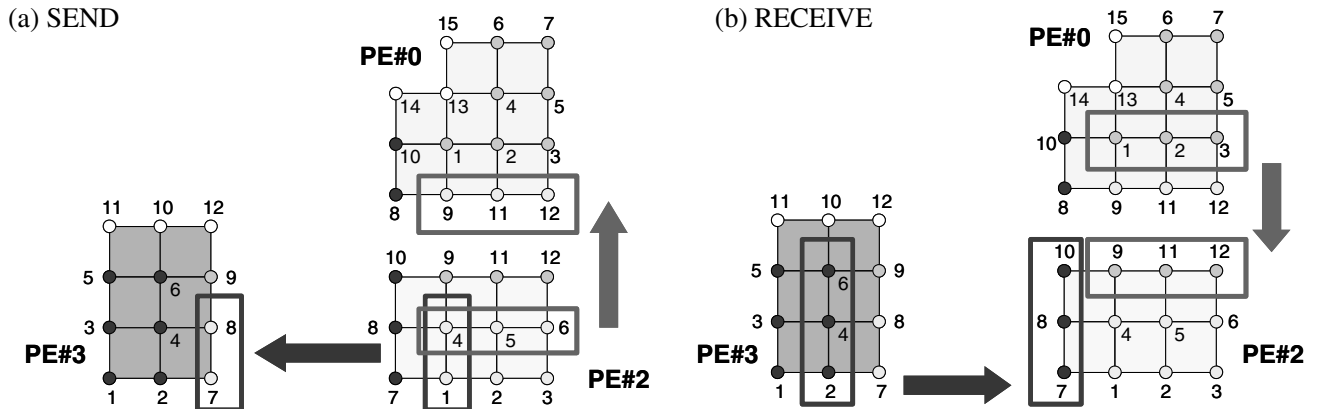 (a) SEND
15 6 7
PE#0
14 13 4 5
10 1 2 3
8 9 11 12
11 10 12
5 6 9
3 4 8
PE#3
1 2 7
10 9 11 12
8 4 5 6
PE#2
7 1 2 3
(b) RECEIVE
15 6 7
PE#0
14 13 4 5
10 1 2 3
8 9 11 12
11 10 12
5 6 9
3 4 8
PE#3
1 2 7
10 9 11 12
8 4 5 6
PE#2
7 1 2 3